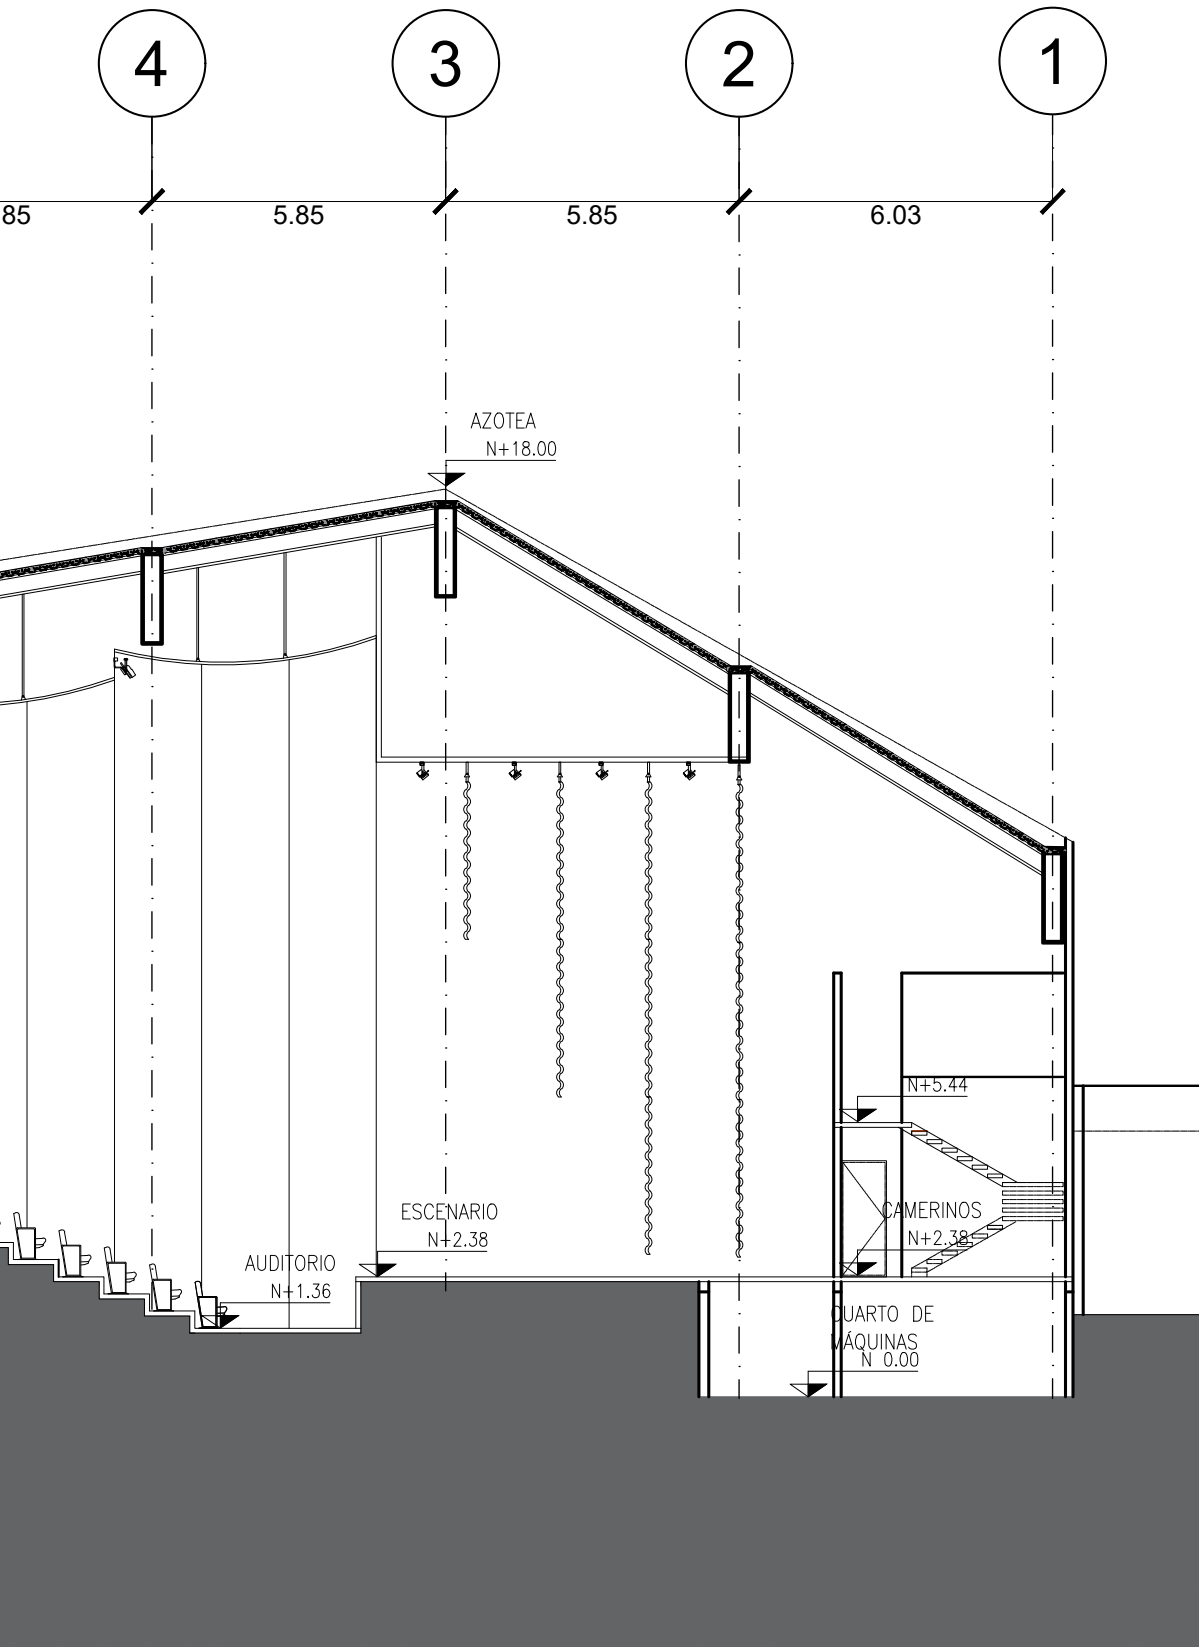 4 3 2 1
85 5.85 5.85 6.03
AZOTEA
N+18.00
N+5.44
ESCENARIO
N+2.38
CAMERINOS
N+2.38
AUDITORIO
N+1.36
CUARTO DE
MÁQUINAS
N 0.00